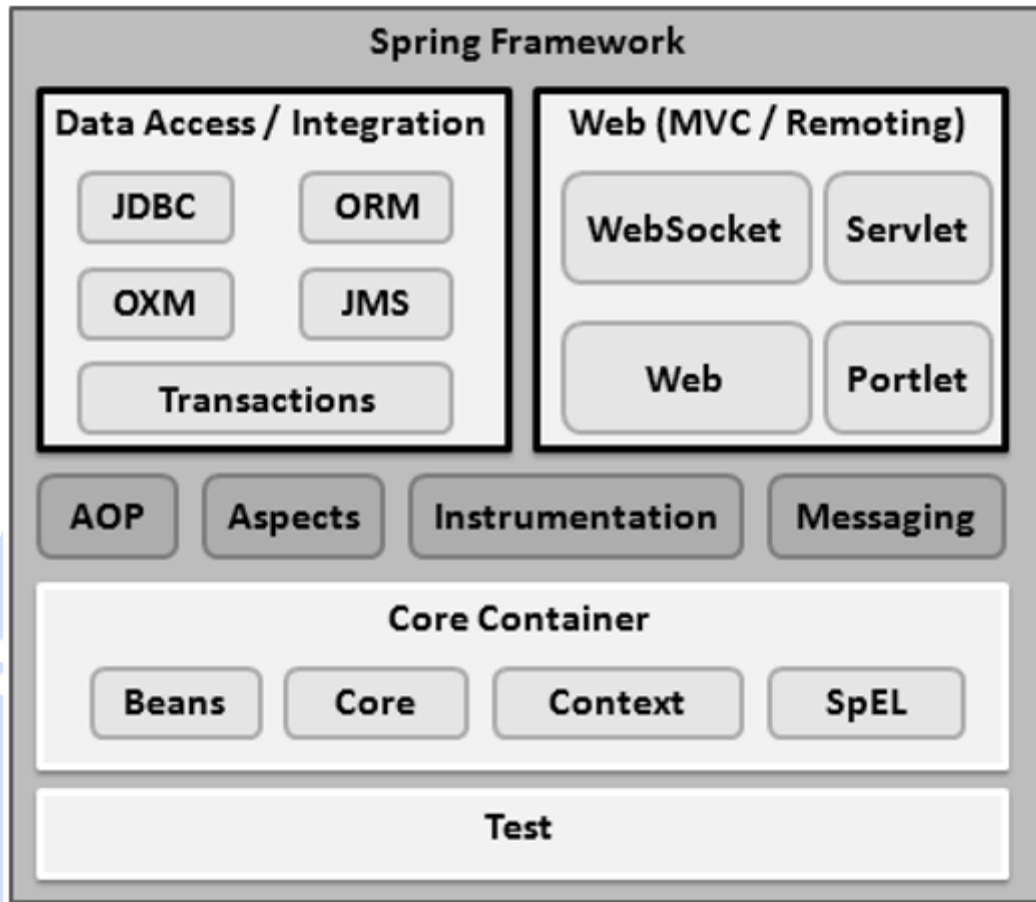 Spring Framework
Data Access / Integration
JDBC
ORM
OXM
JMS
Transactions
Web (MVC / Remoting)
WebSocket
Servlet
Web
Portlet
AOP
Aspects
Instrumentation
Messaging
Core Container
Beans
Core
Context
SpEL
Test